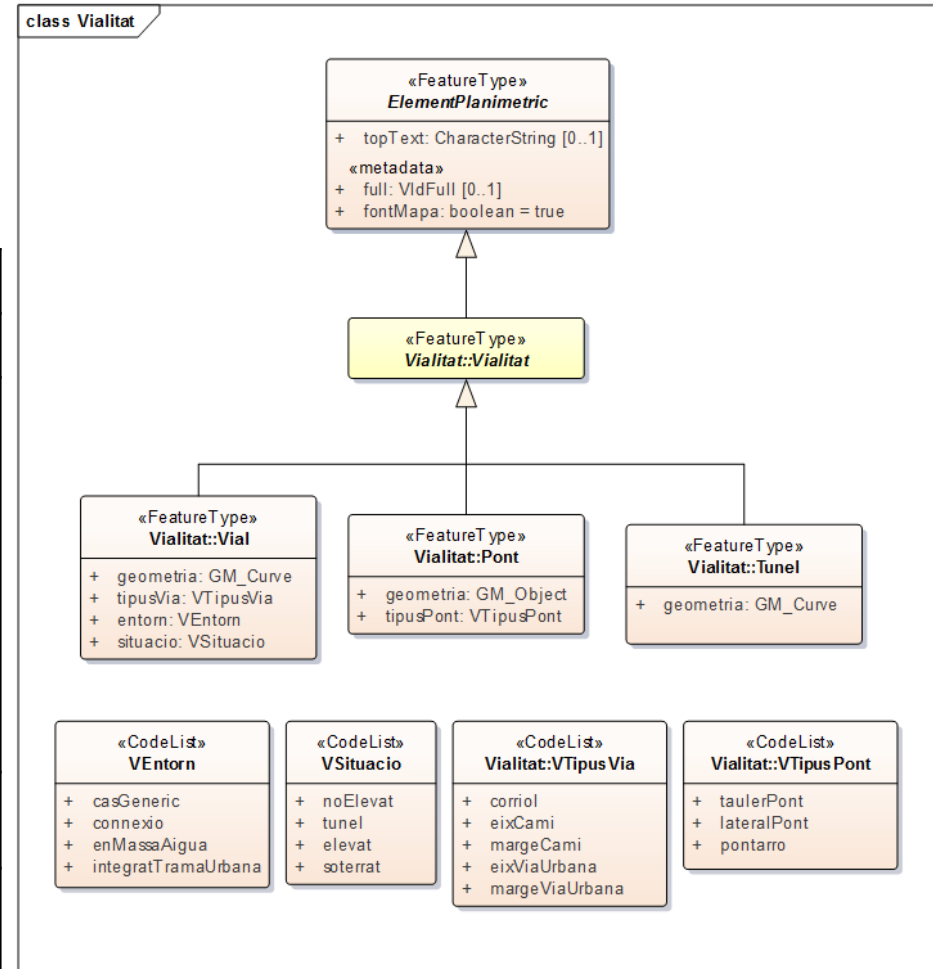 class Vialitat
«FeatureType»
ElementPlanimetric
+ topText: CharacterString [0..1]
«metadata»
+ full: VIdFull [0..1]
+ fontMapa: boolean = true
«FeatureType»
Vialitat::Vialitat
«FeatureType»
Vialitat::Vial
+ geometria: GM_Curve
+ tipusVia: VTipusVia
+ entorn: VEntorn
+ situacio: VSituacio
«FeatureType»
Vialitat::Pont
+ geometria: GM_Object
+ tipusPont: VTipusPont
«FeatureType»
Vialitat::Tunel
+ geometria: GM_Curve
«CodeList»
VEntorn
+ casGeneric
+ connexio
+ enMassaAigua
+ integratTramaUrbana
«CodeList»
VSituacio
+ noElevat
+ tunel
+ elevat
+ soterrat
«CodeList»
Vialitat::VTipusVia
+ corriol
+ eixCami
+ margeCami
+ eixViaUrbana
+ margeViaUrbana
«CodeList»
Vialitat::VTipusPont
+ taulerPont
+ lateralPont
+ pontarro